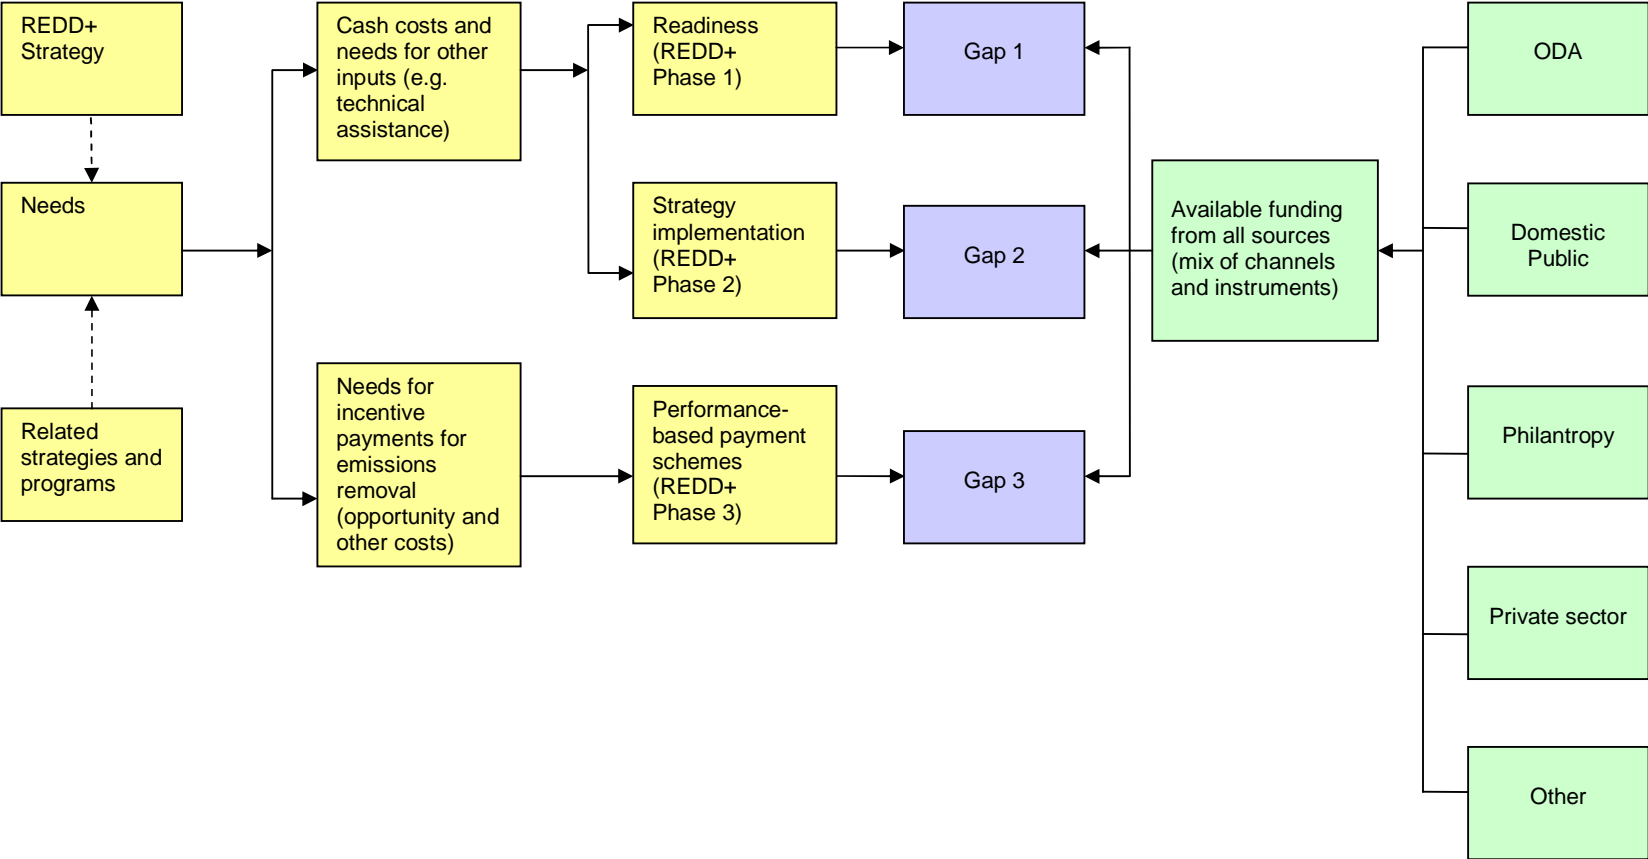 REDD+
Strategy
Needs
Related
strategies and
programs
Cash costs and
needs for other
inputs (e.g.
technical
assistance)
Needs for
incentive
payments for
emissions
removal
(opportunity and
other costs)
Readiness
(REDD+
Phase 1)
Strategy
implementation
(REDD+
Phase 2)
Performance-
based payment
schemes
(REDD+
Phase 3)
Gap 1
Gap 2
Gap 3
Available funding
from all sources
(mix of channels
and instruments)
ODA
Domestic
Public
Philantropy
Private sector
Other